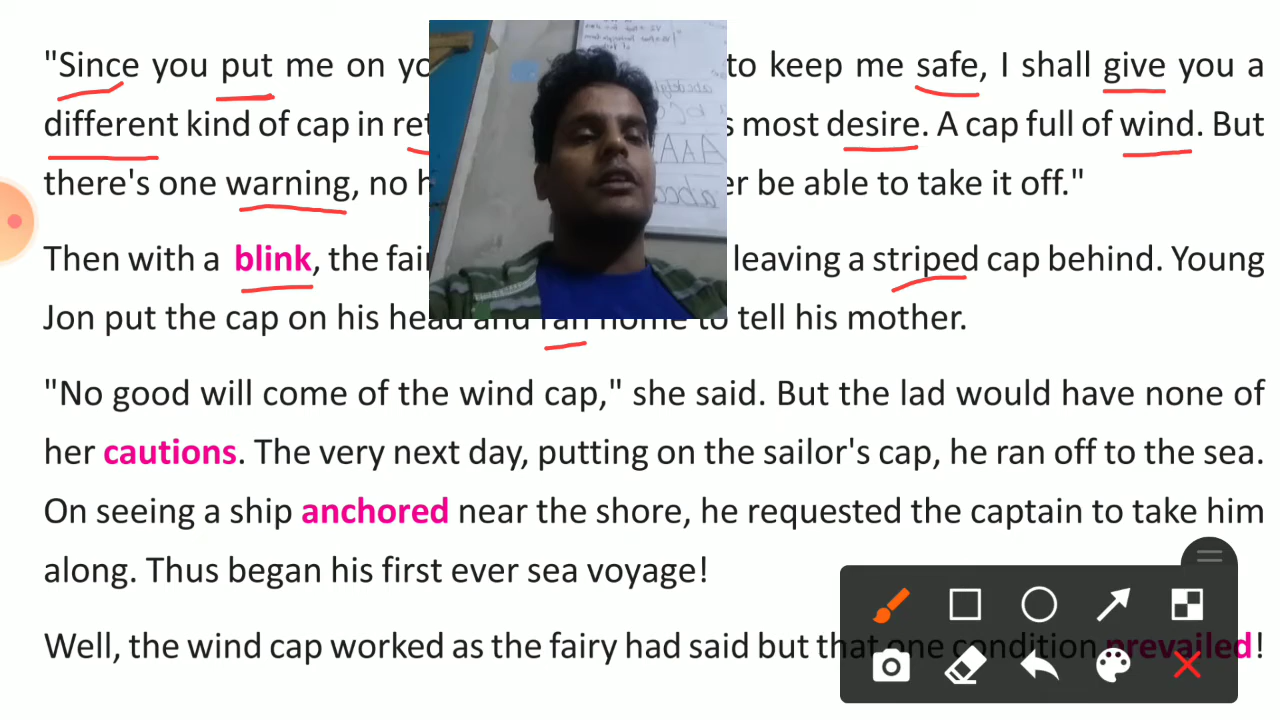 "Since you put me on yo to keep me safe, I shall give you a
different kind of cap in ret s most desire. A cap full of wind. But
there's one warning, no h er be able to take it off."
Then with a blink, the fair leaving a striped cap behind. Young
Jon put the cap on his head and ran home to tell his mother.
"No good will come of the wind cap," she said. But the lad would have none of
her cautions. The very next day, putting on the sailor's cap, he ran off to the sea.
On seeing a ship anchored near the shore, he requested the captain to take him
along. Thus began his first ever sea voyage!
Well, the wind cap worked as the fairy had said but that one condition prevailed!